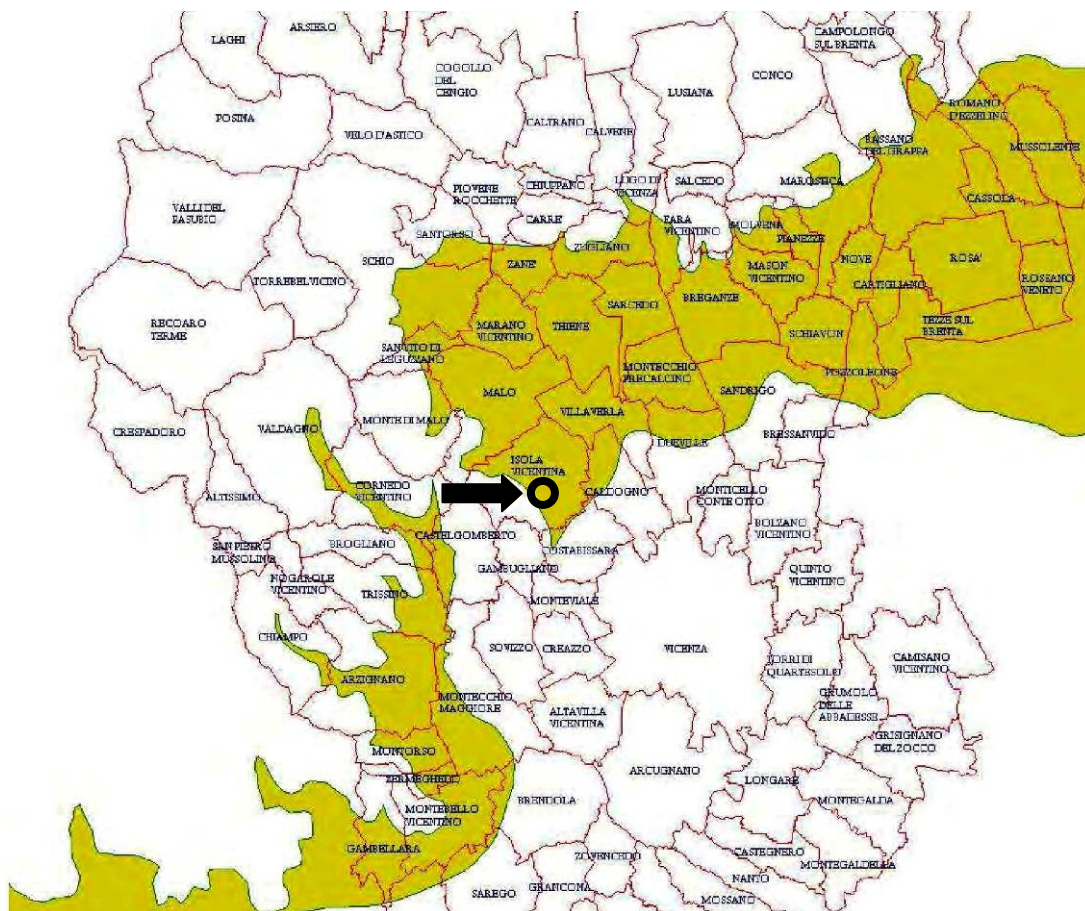 LAGHI
ARSIERO
CAMPOLONGO
SUL BRENTA
COGOLLO
DEL
CENGIO
CONCO
LUSIANA
POSINA
VELO D'ASTICO
CALTRANO
CALVENE
ROMANO
D'EZZELINO
BASSANO
DEL GRAPPA
MUSSOLENTE
VALLI DEL
PASUBIO
PIOVENE
ROCCHETTE
CHIUPPANO
LUGO DI
VICENZA
SALCEDO
MAROSTICA
CASSOLA
SANTORSO
CARRE'
FARA
VICENTINO
MOLVENA
PIANEZZE
SCHIO
ZANE'
ZUGLIANO
NOVE
ROSA'
TORREBELVICINO
MASON
VICENTINO
CARTIGLIANO
ROSSANO
VENETO
SARCEDO
BREGANZE
RECOARO
TERME
MARANO
VICENTINO
THIENE
SCHIAVON
TEZZE SUL
BRENTA
SAN VITO DI
LEGUZZANO
MONTECCHIO
PRECALCINO
POZZOLEONE
MALO
SANDRIGO
VILLAVERLA
CRESPADORO
VALDAGNO
MONTE DI MALO
BRESSANVIDO
DUEVILLE
ISOLA
VICENTINA
ALTISSIMO
CORNEDO
VICENTINO
CALDOGNO
MONTICELLO
CONTE OTTO
BOLZANO
VICENTINO
SAN PIETRO
MUSSOLINO
BROGLIANO
CASTELGOMBERTO
COSTABISSARA
GAMBUGLIANO
QUINTO
VICENTINO
NOGAROLE
VICENTINO
TRISSINO
MONTEVIALE
CHIAMPO
SOVIZZO
CREAZZO
VICENZA
TORRI DI
QUARTESOLO
CAMISANO
VICENTINO
ARZIGNANO
MONTECCHIO
MAGGIORE
ALTAVILLA
VICENTINA
GRUMOLO
DELLE
ABBADESSE
GRISIGNANO
DEL ZOCCO
MONTORSO
ZERMEGHEDO
ARCUGNANO
LONGARE
MONTEBELLO
VICENTINO
BRENDOLA
MONTEGALDA
GAMBELLARA
ZOVENCEDO
CASTEGNERO
MONTEGALDELLA
SAREGO
GRANCONA
NANTO
MOSSANO